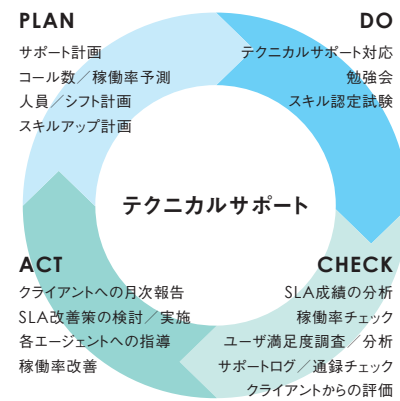 PLAN
サポート計画
コール数／稼働率予測
人員／シフト計画
スキルアップ計画
DO
テクニカルサポート対応
勉強会
スキル認定試験
テクニカルサポート
ACT
クライアントへの月次報告
SLA改善策の検討／実施
各エージェントへの指導
稼働率改善
CHECK
SLA成績の分析
稼働率チェック
ユーザ満足度調査／分析
サポートログ／通録チェック
クライアントからの評価